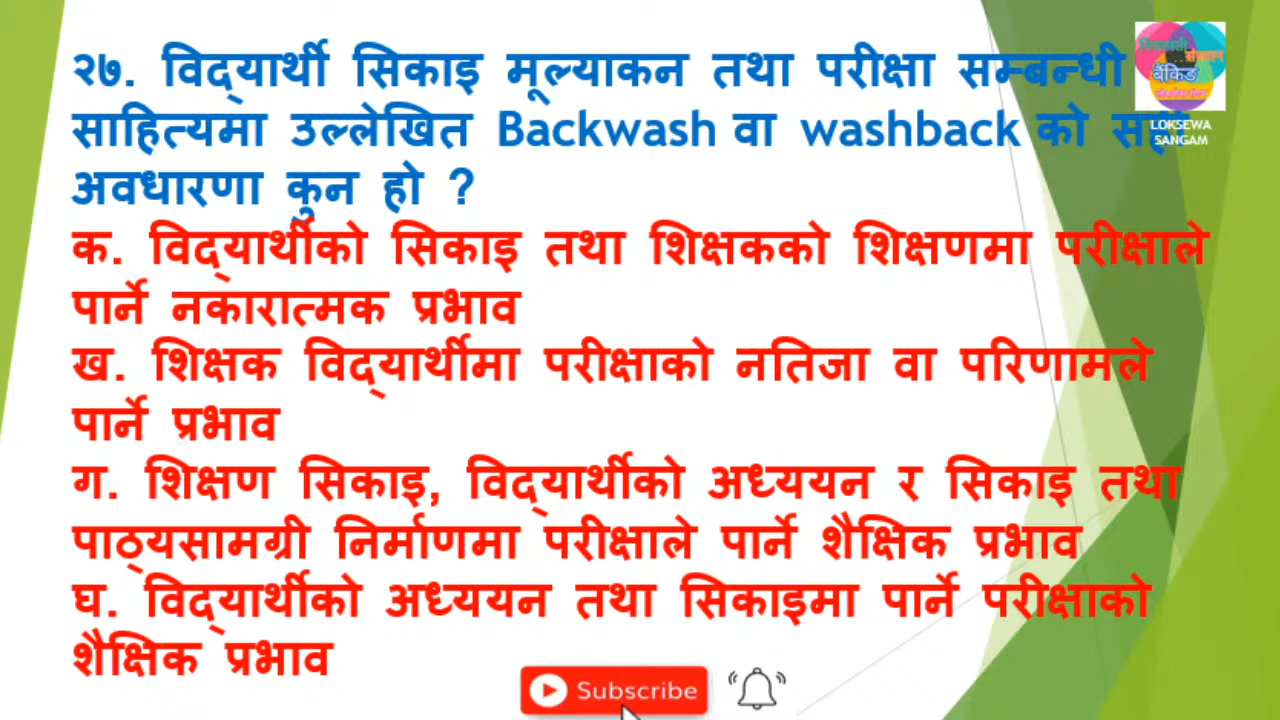 २७. विद्यार्थी सिकाइ मूल्याकन तथा परीक्षा सम्बन्धी
साहित्यमा उल्लेखित Backwash वा washback को
अवधारणा कुन हो ?
क. विद्यार्थीको सिकाइ तथा शिक्षकको शिक्षणमा परीक्षाले
पार्ने नकारात्मक प्रभाव
ख. शिक्षक विद्यार्थीमा परीक्षाको नतिजा वा परिणामले
पार्ने प्रभाव
ग. शिक्षण सिकाइ, विद्यार्थीको अध्ययन र सिकाइ तथा
पाठ्यसामग्री निर्माणमा परीक्षाले पार्ने शैक्षिक प्रभाव
घ. विद्यार्थीको अध्ययन तथा सिकाइमा पार्ने परीक्षाको
शैक्षिक प्रभाव
बैंकिङ
LOKSEWA
SANGAM
Subscribe